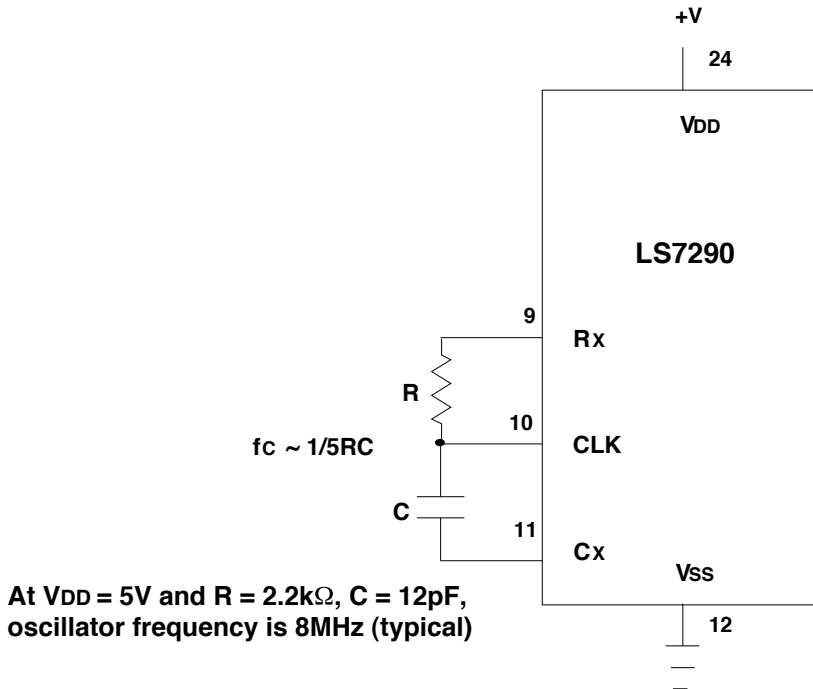 +V
24
VDD
LS7290
9
RX
R
10
fC ~ 1/5RC
CLK
C
11
CX
VSS
At VDD = 5V and R = 2.2kΩ, C = 12pF,
oscillator frequency is 8MHz (typical)
12